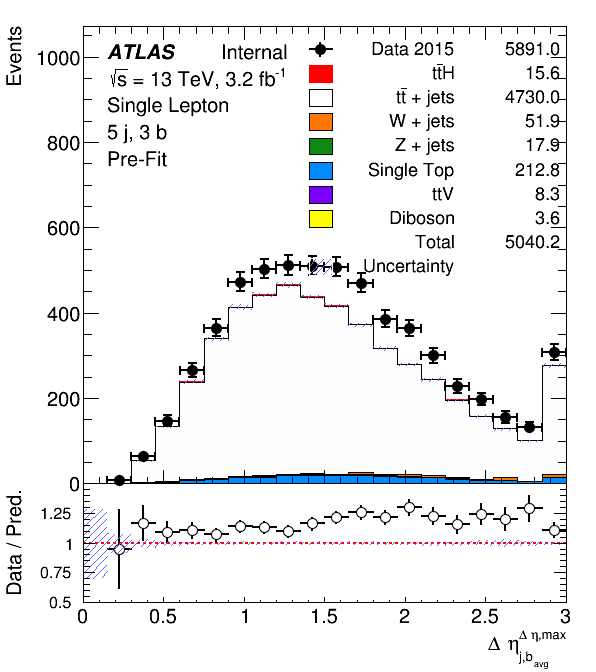 Events
1000
800
600
400
200
0
ATLAS Internal
√s = 13 TeV, 3.2 fb-1
Single Lepton
5 j, 3 b
Pre-Fit
Data 2015 5891.0
tt̄H 15.6
tt̄ + jets 4730.0
W + jets 51.9
Z + jets 17.9
Single Top 212.8
ttV 8.3
Diboson 3.6
Total 5040.2
Uncertainty
Data / Pred.
1.25
1
0.75
0.5
0 0.5 1 1.5 2 2.5 3
Δ η j,b avg Δ η,max